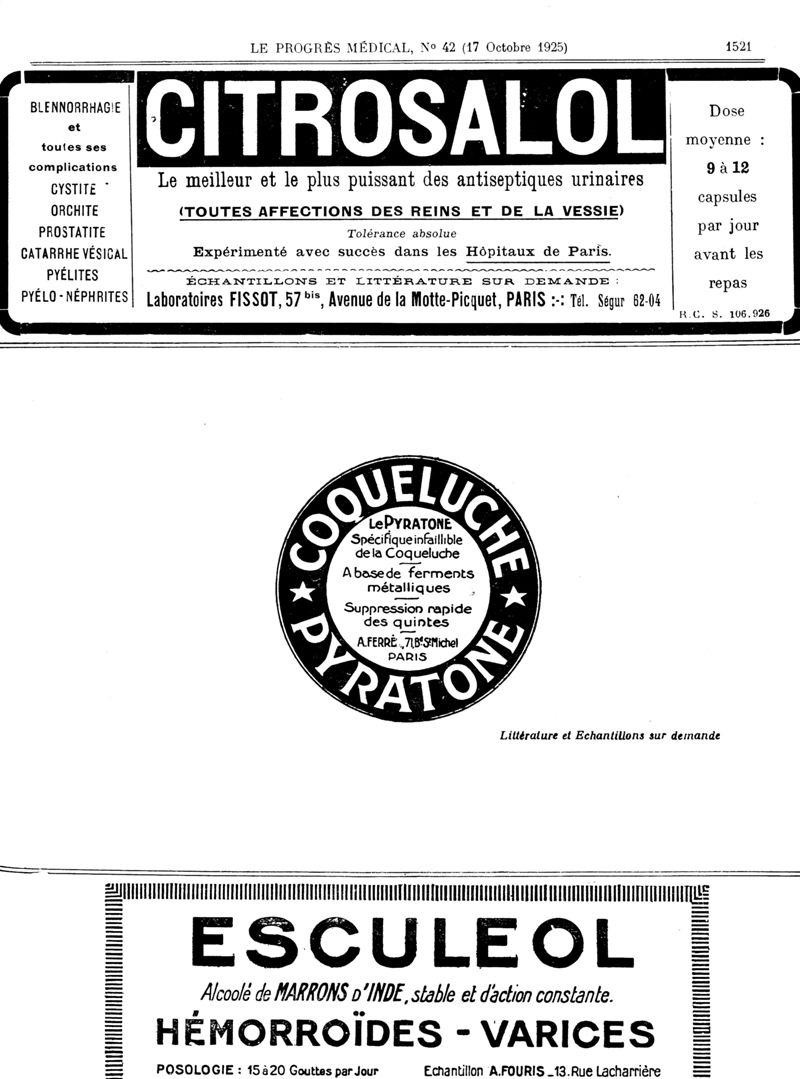 LE PROGRÈS MÉDICAL, Nº 42 (17 Octobre 1925)
1521
BLENNORRHAGIE
et
toutes ses
complications
CYSTITE
ORCHITE
PROSTATITE
CATARRHE VÉSICAL
PYÉLITES
PYÉLO-NÉPHRITES
CITROSALOL
Le meilleur et le plus puissant des antiseptiques urinaires
(TOUTES AFFECTIONS DES REINS ET DE LA VESSIE)
Tolérance absolue
Expérimenté avec succès dans les Hôpitaux de Paris.
ÉCHANTILLONS ET LITTÉRATURE SUR DEMANDE :
Laboratoires FISSOT, 57 bis, Avenue de la Motte-Picquet, PARIS :-: Tél. Ségur 62-04
Dose
moyenne :
9 à 12
capsules
par jour
avant les
repas
R.C. S. 106.926
COQUELUCHE
Le PYRATONE
Spécifique infaillible
de la Coqueluche
A base de ferments
métalliques
Suppression rapide
des quintes
A. FERRÉ, 71, Bd St Michel
PARIS
PYRATONE
Littérature et Echantillons sur demande
ESCULEOL
Alcoolé de MARRONS D'INDE, stable et d'action constante.
HÉMORROÏDES - VARICES
POSOLOGIE : 15 à 20 Gouttes par Jour
Echantillon A. FOURIS _ 13. Rue Lacharrière